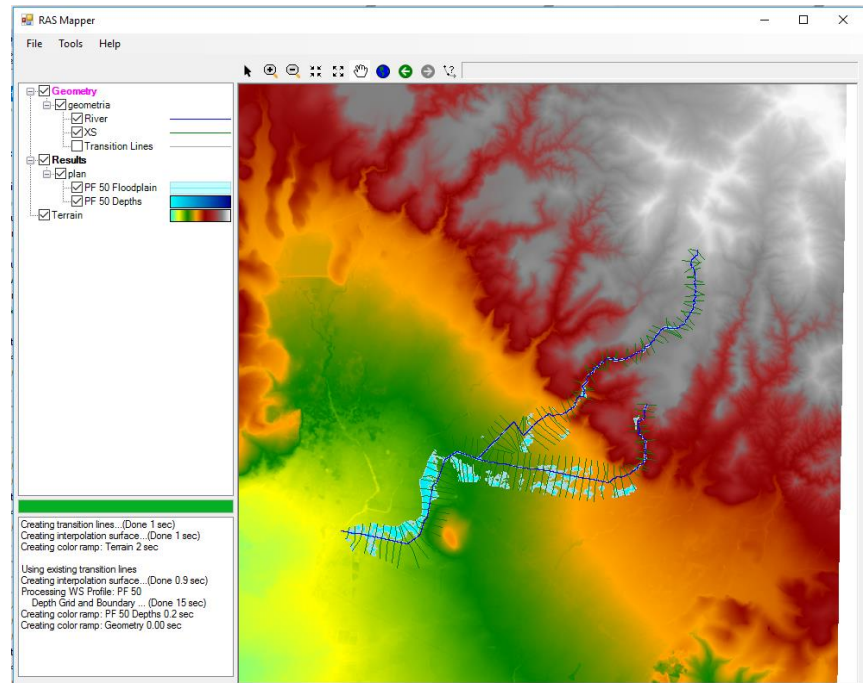 RAS Mapper
File Tools Help
Geometry
geometria
River
XS
Transition Lines
Results
plan
PF 50 Floodplain
PF 50 Depths
Terrain
Creating transition lines...(Done 1 sec)
Creating interpolation surface...(Done 1 sec)
Creating color ramp: Terrain 2 sec
Using existing transition lines
Creating interpolation surface...(Done 0.9 sec)
Processing WS Profile: PF 50
Depth Grid and Boundary ... (Done 15 sec)
Creating color ramp: PF 50 Depths 0.2 sec
Creating color ramp: Geometry 0.00 sec